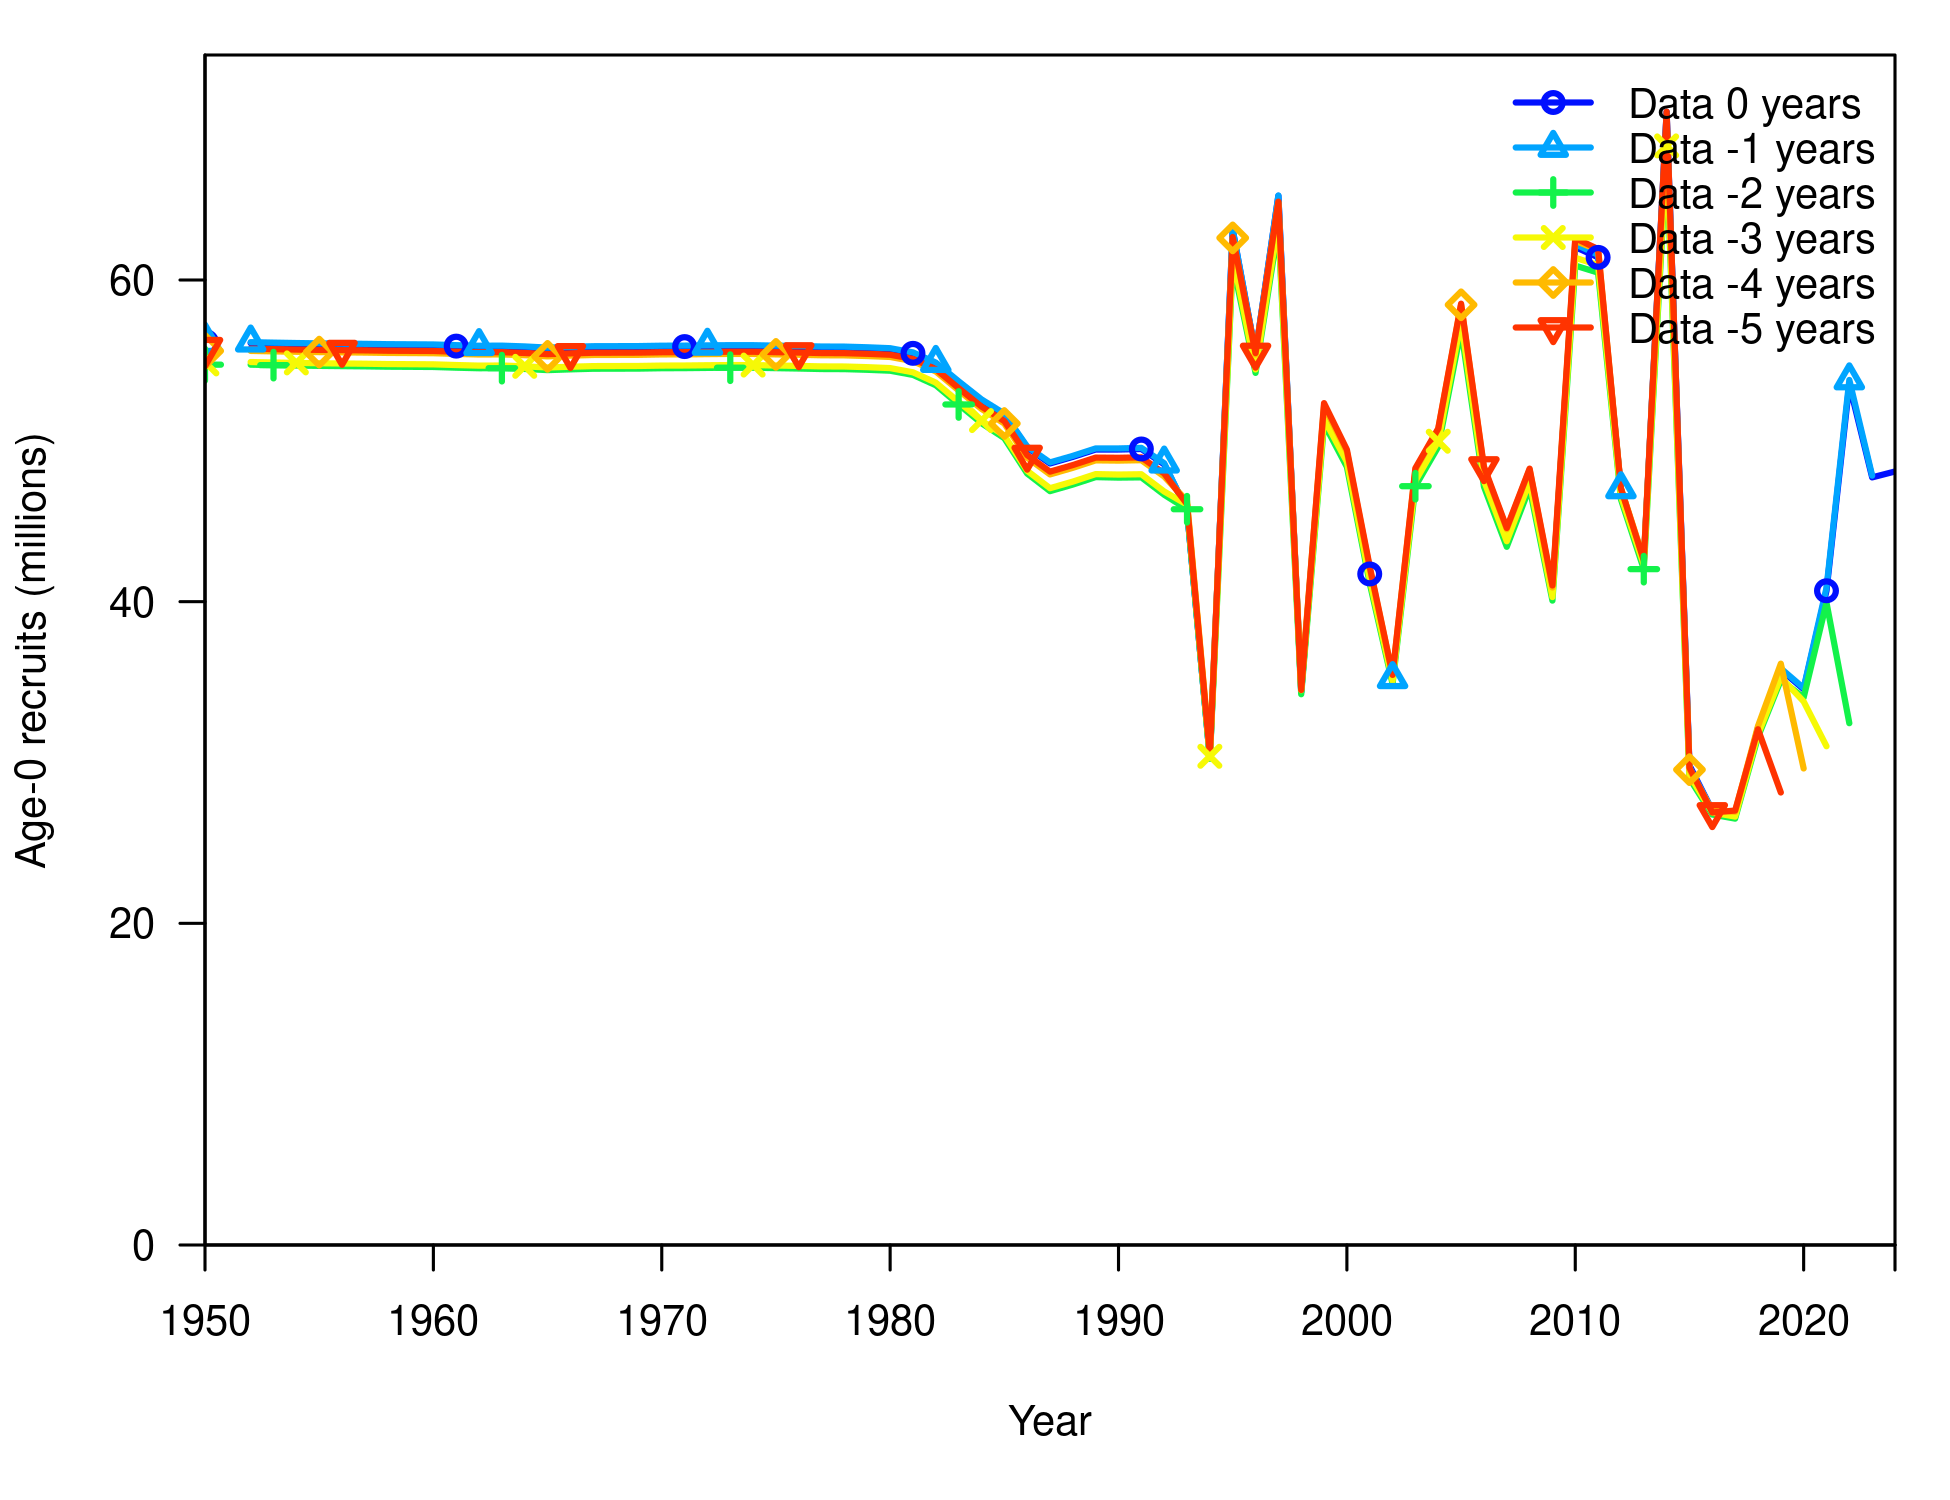 Data 0 years
Data -1 years
Data -2 years
Data -3 years
Data -4 years
Data -5 years
60
40
20
0
Age-0 recruits (millions)
1950 1960 1970 1980 1990 2000 2010 2020
Year